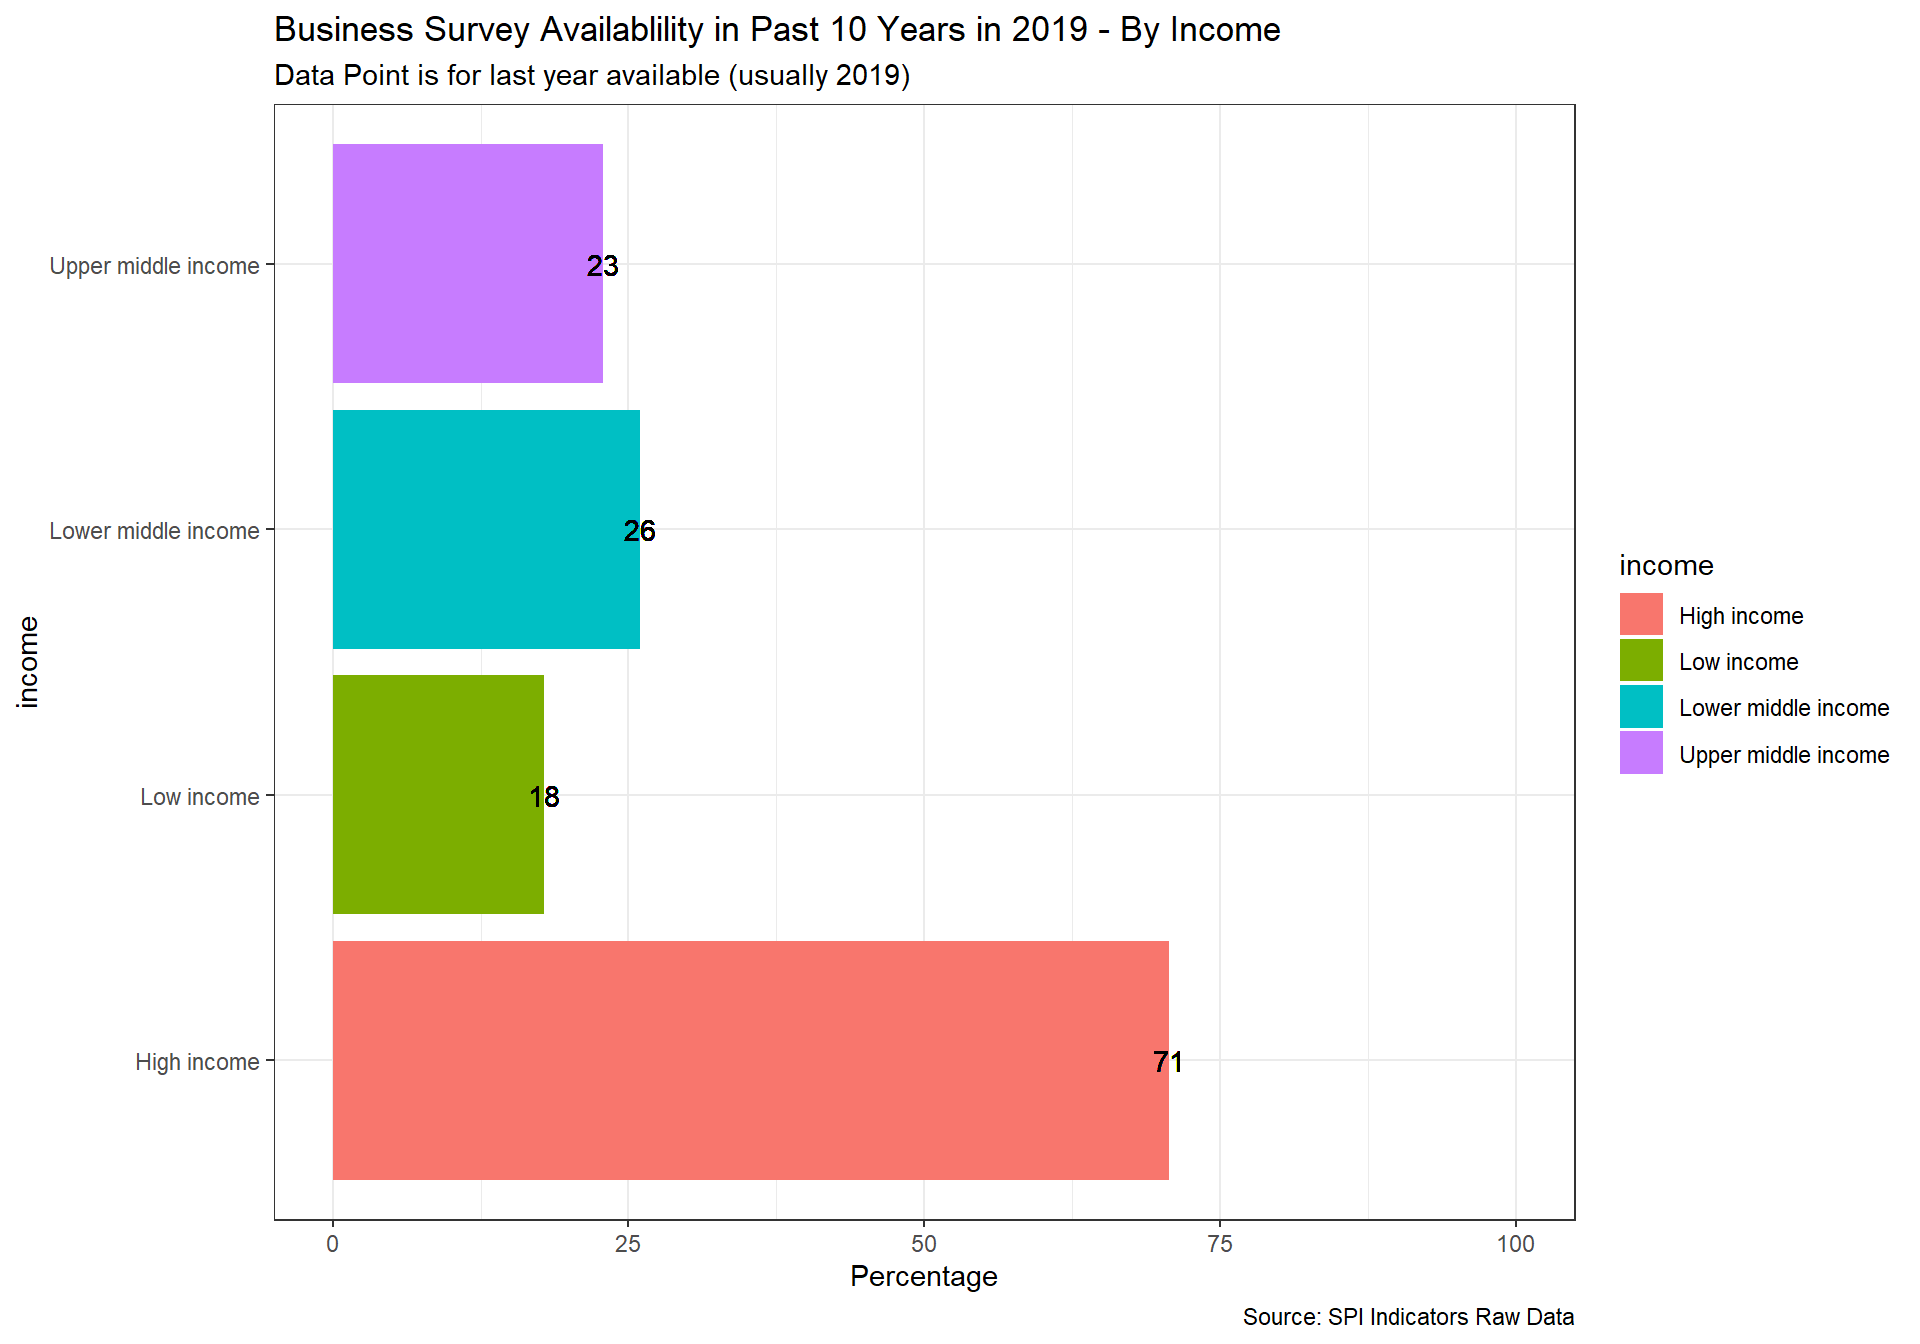 Business Survey Availablility in Past 10 Years in 2019 - By Income
Data Point is for last year available (usually 2019)
income
Upper middle income
23
Lower middle income
26
Low income
18
High income
71
0 25 50 75 100
Percentage
income
High income
Low income
Lower middle income
Upper middle income
Source: SPI Indicators Raw Data